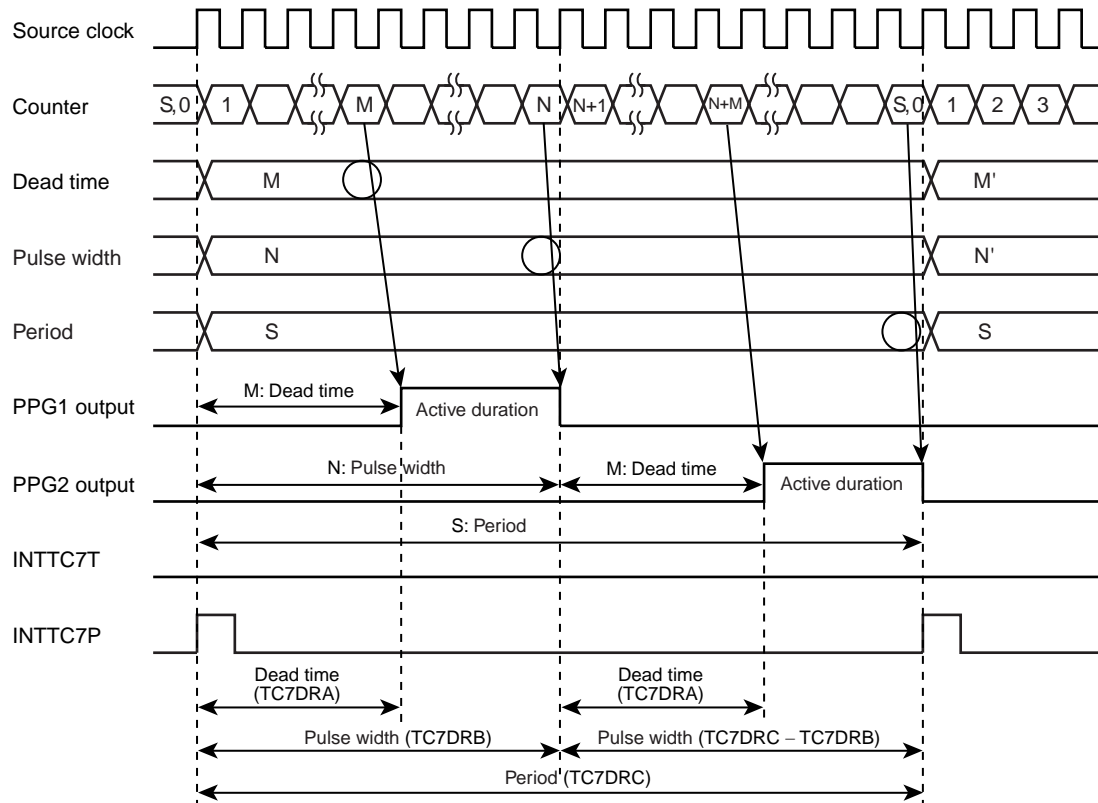 Source clock
Counter S,0 1 M N N+1 N+M S,0 1 2 3
Dead time M M'
Pulse width N N'
Period S S
M: Dead time
PPG1 output Active duration
N: Pulse width M: Dead time
PPG2 output Active duration
S: Period
INTTC7T
INTTC7P
Dead time Dead time
(TC7DRA) (TC7DRA)
Pulse width (TC7DRB) Pulse width (TC7DRC – TC7DRB)
Period (TC7DRC)